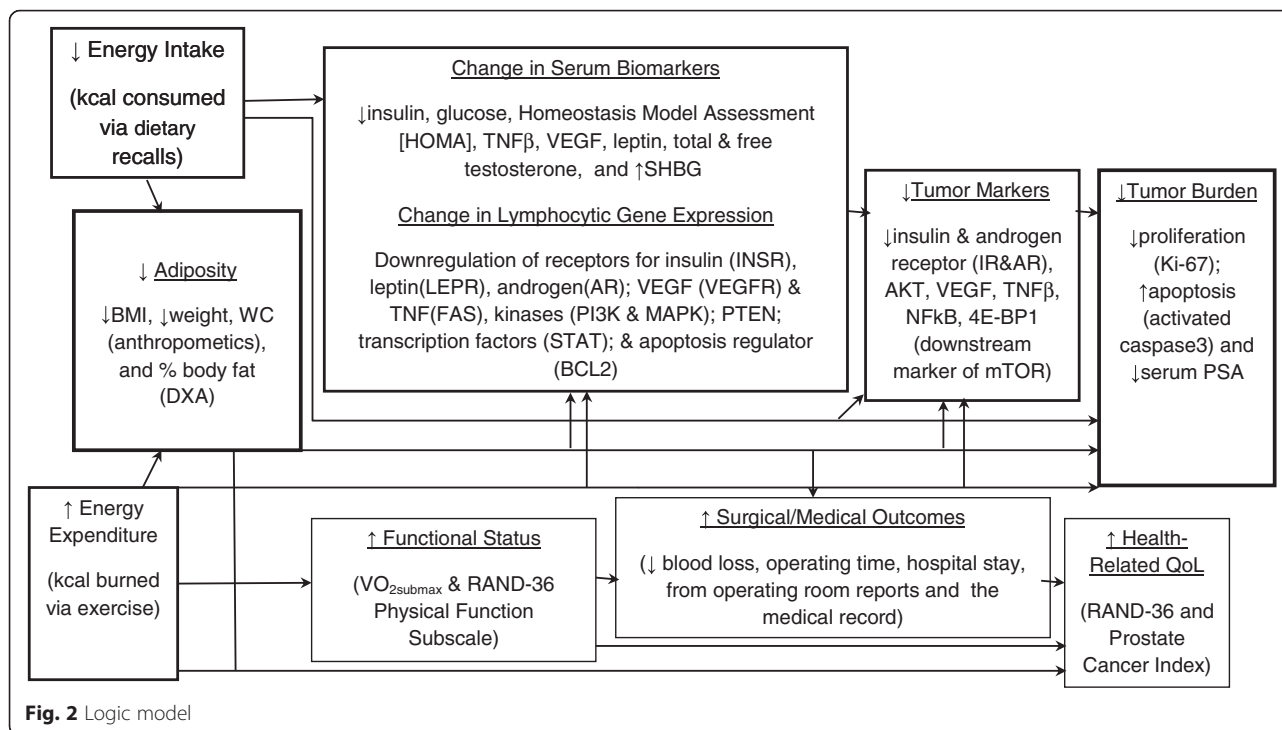 ↓ Energy Intake
(kcal consumed
via dietary
recalls)
Change in Serum Biomarkers
↓insulin, glucose, Homeostasis Model Assessment
[HOMA], TNFβ, VEGF, leptin, total & free
testosterone, and ↑SHBG
Change in Lymphocytic Gene Expression
Downregulation of receptors for insulin (INSR),
leptin(LEPR), androgen(AR); VEGF (VEGFR) &
TNF(FAS), kinases (PI3K & MAPK); PTEN;
transcription factors (STAT); & apoptosis regulator
(BCL2)
↓Tumor Markers
↓insulin & androgen
receptor (IR&AR),
AKT, VEGF, TNFβ,
NFkB, 4E-BP1
(downstream
marker of mTOR)
↓Tumor Burden
↓proliferation
(Ki-67);
↑apoptosis
(activated
caspase3) and
↓serum PSA
↓ Adiposity
↓BMI, ↓weight, WC
(anthropometics),
and % body fat
(DXA)
↑ Energy
Expenditure
(kcal burned
via exercise)
↑ Functional Status
(VO2submax & RAND-36
Physical Function
Subscale)
↑ Surgical/Medical Outcomes
(↓ blood loss, operating time, hospital stay,
from operating room reports and the
medical record)
↑ Health-
Related QoL
(RAND-36 and
Prostate
Cancer Index)
Fig. 2 Logic model